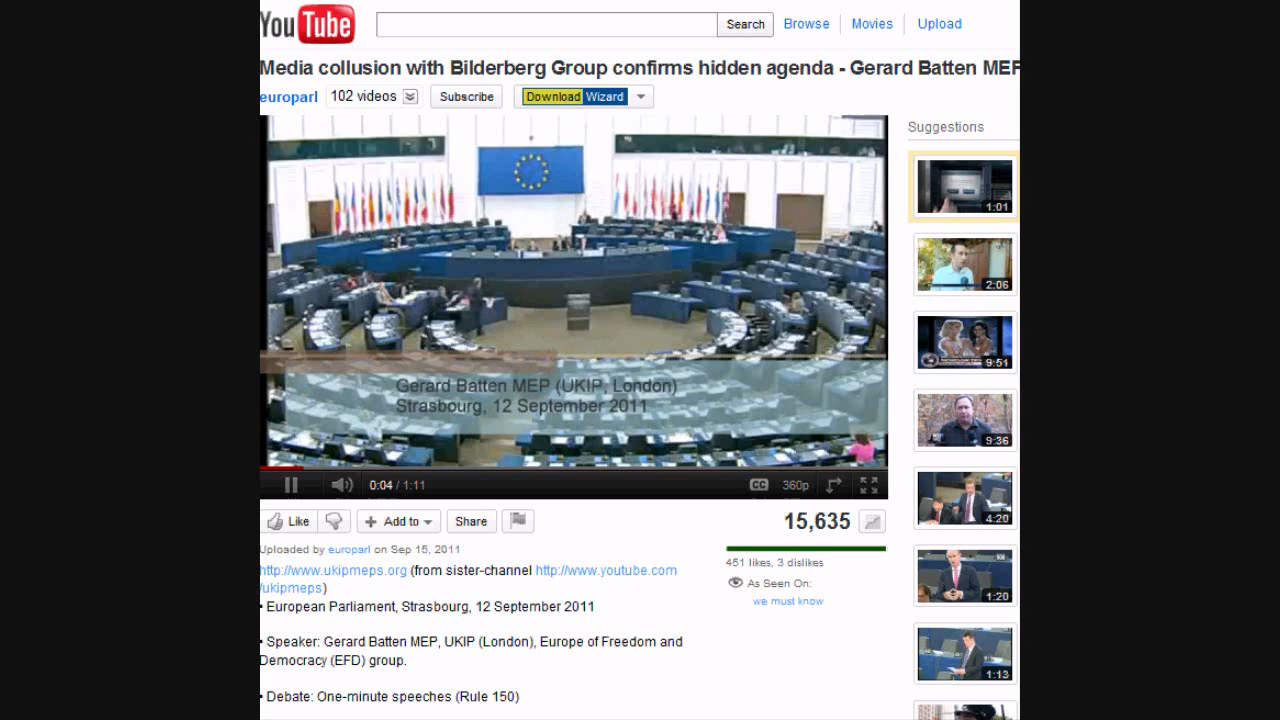 YouTube
Search
Browse
Movies
Upload
Media collusion with Bilderberg Group confirms hidden agenda - Gerard Batten MEP
europarl
102 videos
Subscribe
Download Wizard
Suggestions
1:01
2:06
9:51
9:36
4:20
1:20
1:13
Gerard Batten MEP (UKIP, London)
Strasbourg, 12 September 2011
0:04 / 1:11
CC
360p
Like
Add to
Share
15,635
Uploaded by europarl on Sep 15, 2011
451 likes, 3 dislikes
As Seen On:
we must know
http://www.ukipmeps.org (from sister-channel http://www.youtube.com
/ukipmeps)
▪ European Parliament, Strasbourg, 12 September 2011
▪ Speaker: Gerard Batten MEP, UKIP (London), Europe of Freedom and
Democracy (EFD) group.
▪ Debate: One-minute speeches (Rule 150)